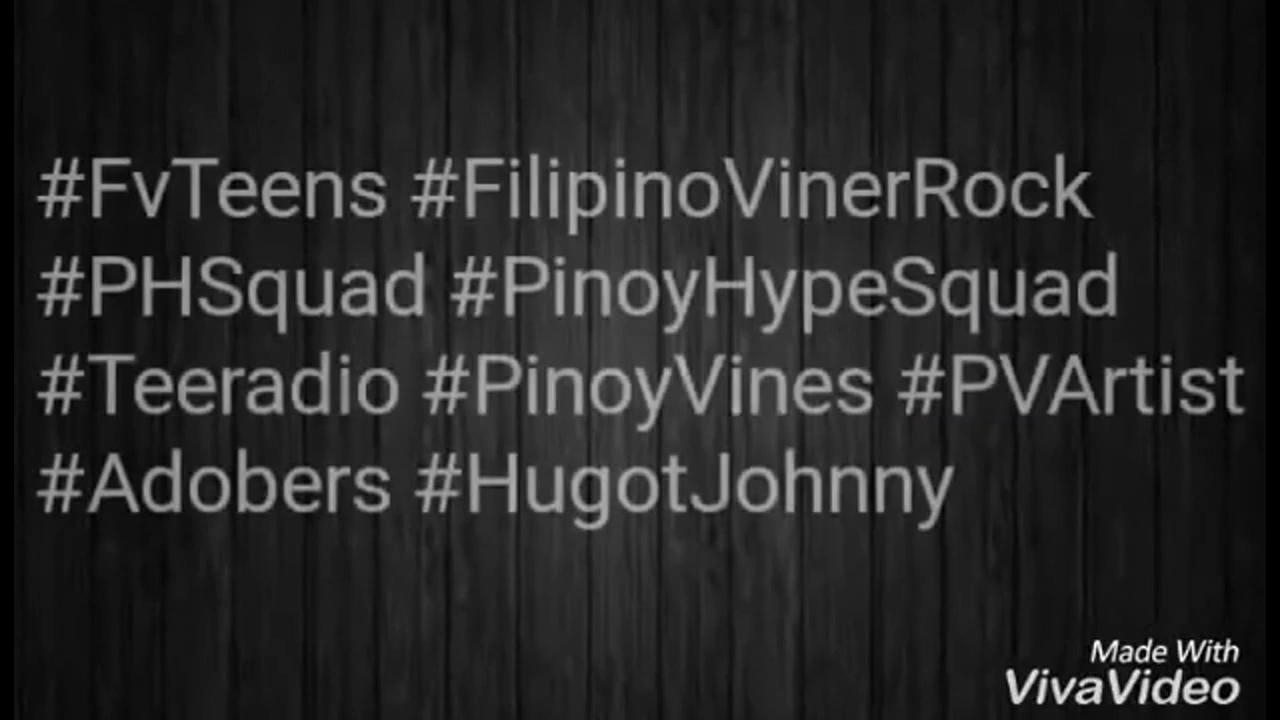 #FvTeens #FilipinoVinerRock
#PHSquad #PinoyHypeSquad
#Teeradio #PinoyVines #PVArtist
#Adobers #HugotJohnny
Made With
VivaVideo